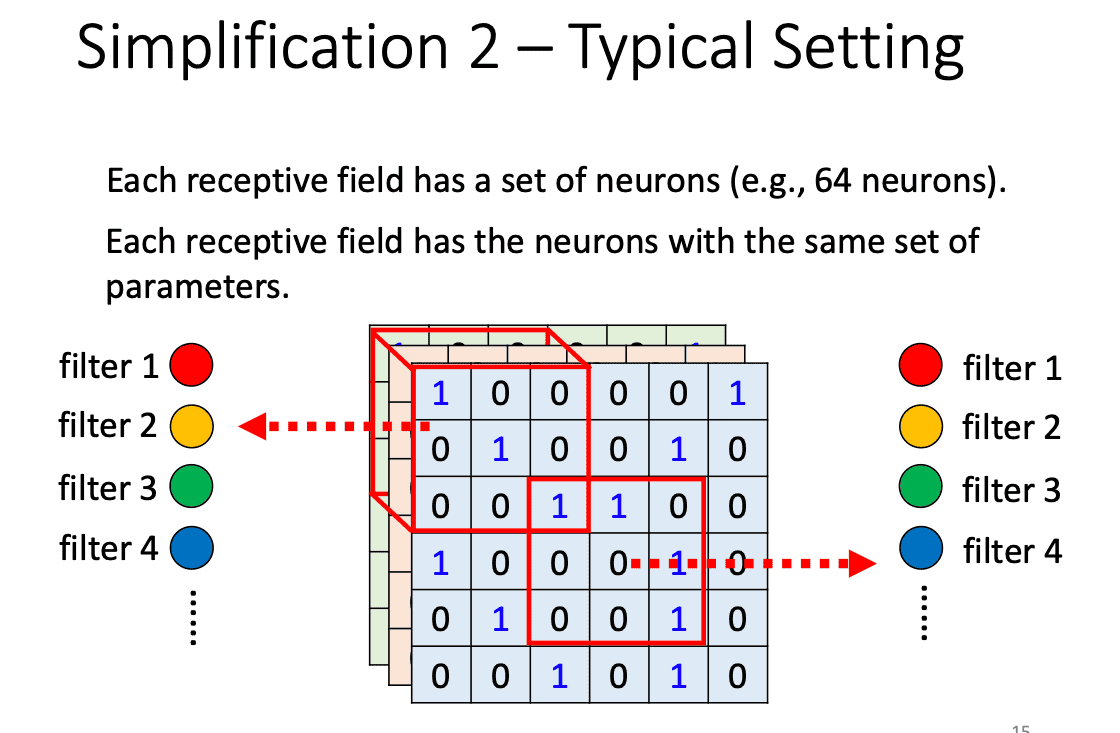 Simplification 2 – Typical Setting
Each receptive field has a set of neurons (e.g., 64 neurons).
Each receptive field has the neurons with the same set of
parameters.
filter 1
filter 2
filter 3
filter 4
......
1 0 0 0 0 1
0 1 0 0 1 0
0 0 1 1 0 0
1 0 0 0 1 0
0 1 0 0 1 0
0 0 1 0 1 0
filter 1
filter 2
filter 3
filter 4
......
15